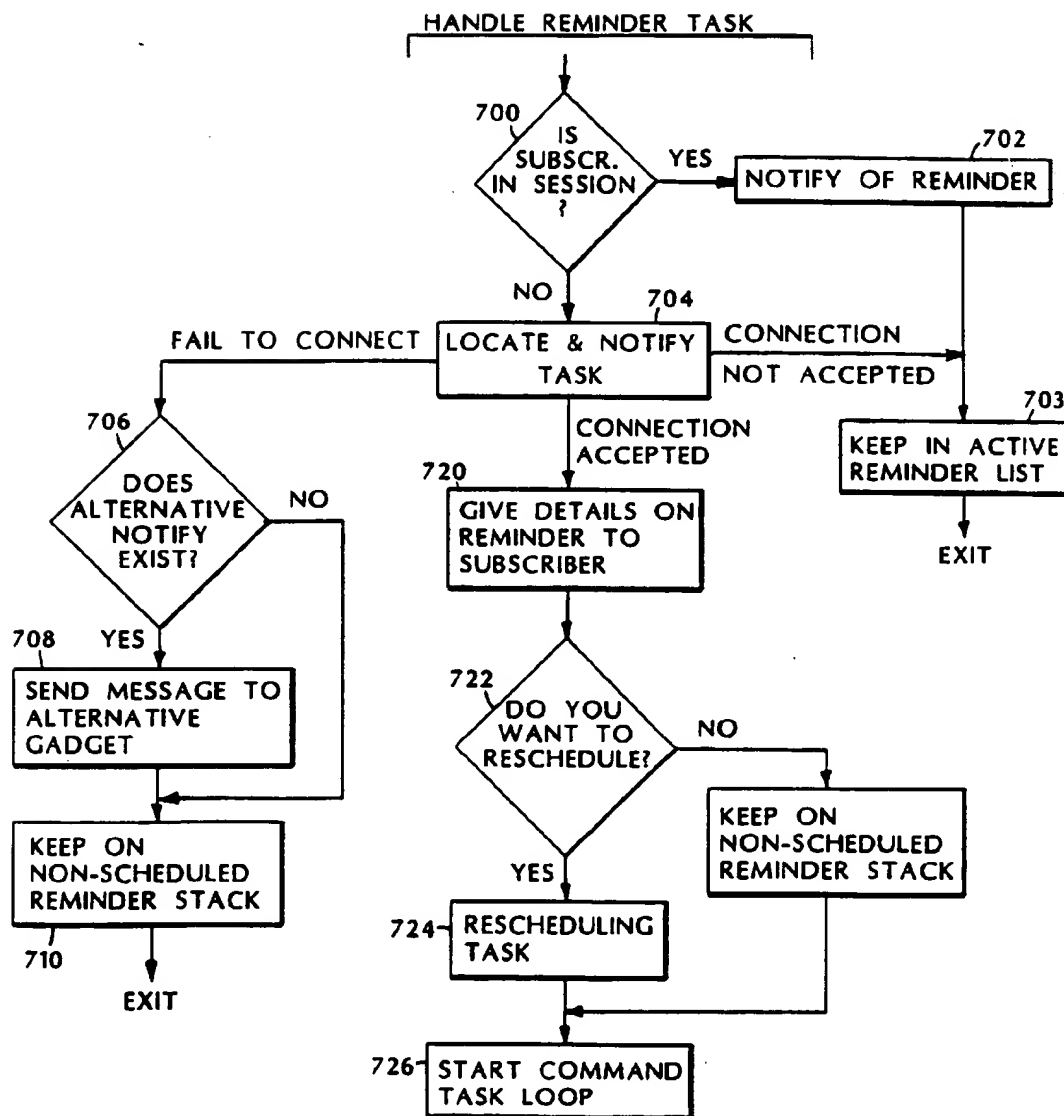 HANDLE REMINDER TASK
700
IS
SUBSCR.
IN SESSION
?
YES
702
NOTIFY OF REMINDER
NO
704
LOCATE & NOTIFY
TASK
FAIL TO CONNECT
CONNECTION
NOT ACCEPTED
703
KEEP IN ACTIVE
REMINDER LIST
EXIT
706
DOES
ALTERNATIVE
NOTIFY
EXIST?
NO
YES
708
SEND MESSAGE TO
ALTERNATIVE
GADGET
KEEP ON
NON-SCHEDULED
REMINDER STACK
710
EXIT
CONNECTION
ACCEPTED
720
GIVE DETAILS ON
REMINDER TO
SUBSCRIBER
722
DO YOU
WANT TO
RESCHEDULE?
NO
KEEP ON
NON-SCHEDULED
REMINDER STACK
YES
724
RESCHEDULING
TASK
726
START COMMAND
TASK LOOP